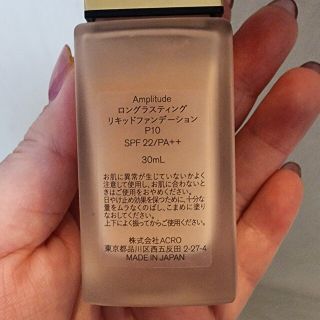 Amplitude
ロングラスティング
リキッドファンデーション
P10
SPF 22/PA++
30mL
お肌に異常が生じていないかよく
注意して使用し、お肌に合わないと
きはご使用をおやめください。
日やけ止め効果を保つために、十分な
量をムラなくのばし、こまめに塗り
なおしてください。
上下によく振ってからご使用ください。
株式会社ACRO
東京都品川区西五反田 2-27-4
MADE IN JAPAN